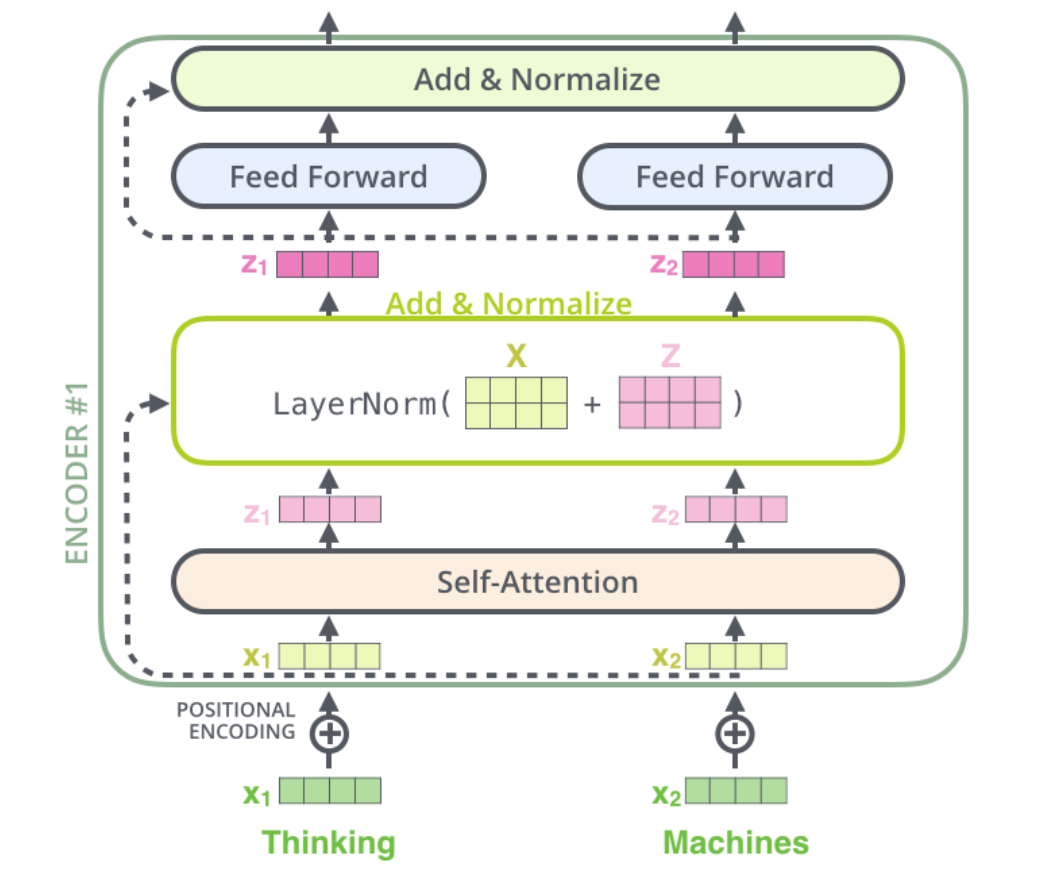 Add & Normalize
Feed Forward Feed Forward
z₁ z₂
Add & Normalize
X Z
LayerNorm( + )
z₁ z₂
Self-Attention
x₁ x₂
POSITIONAL
ENCODING
x₁ x₂
Thinking Machines
ENCODER #1